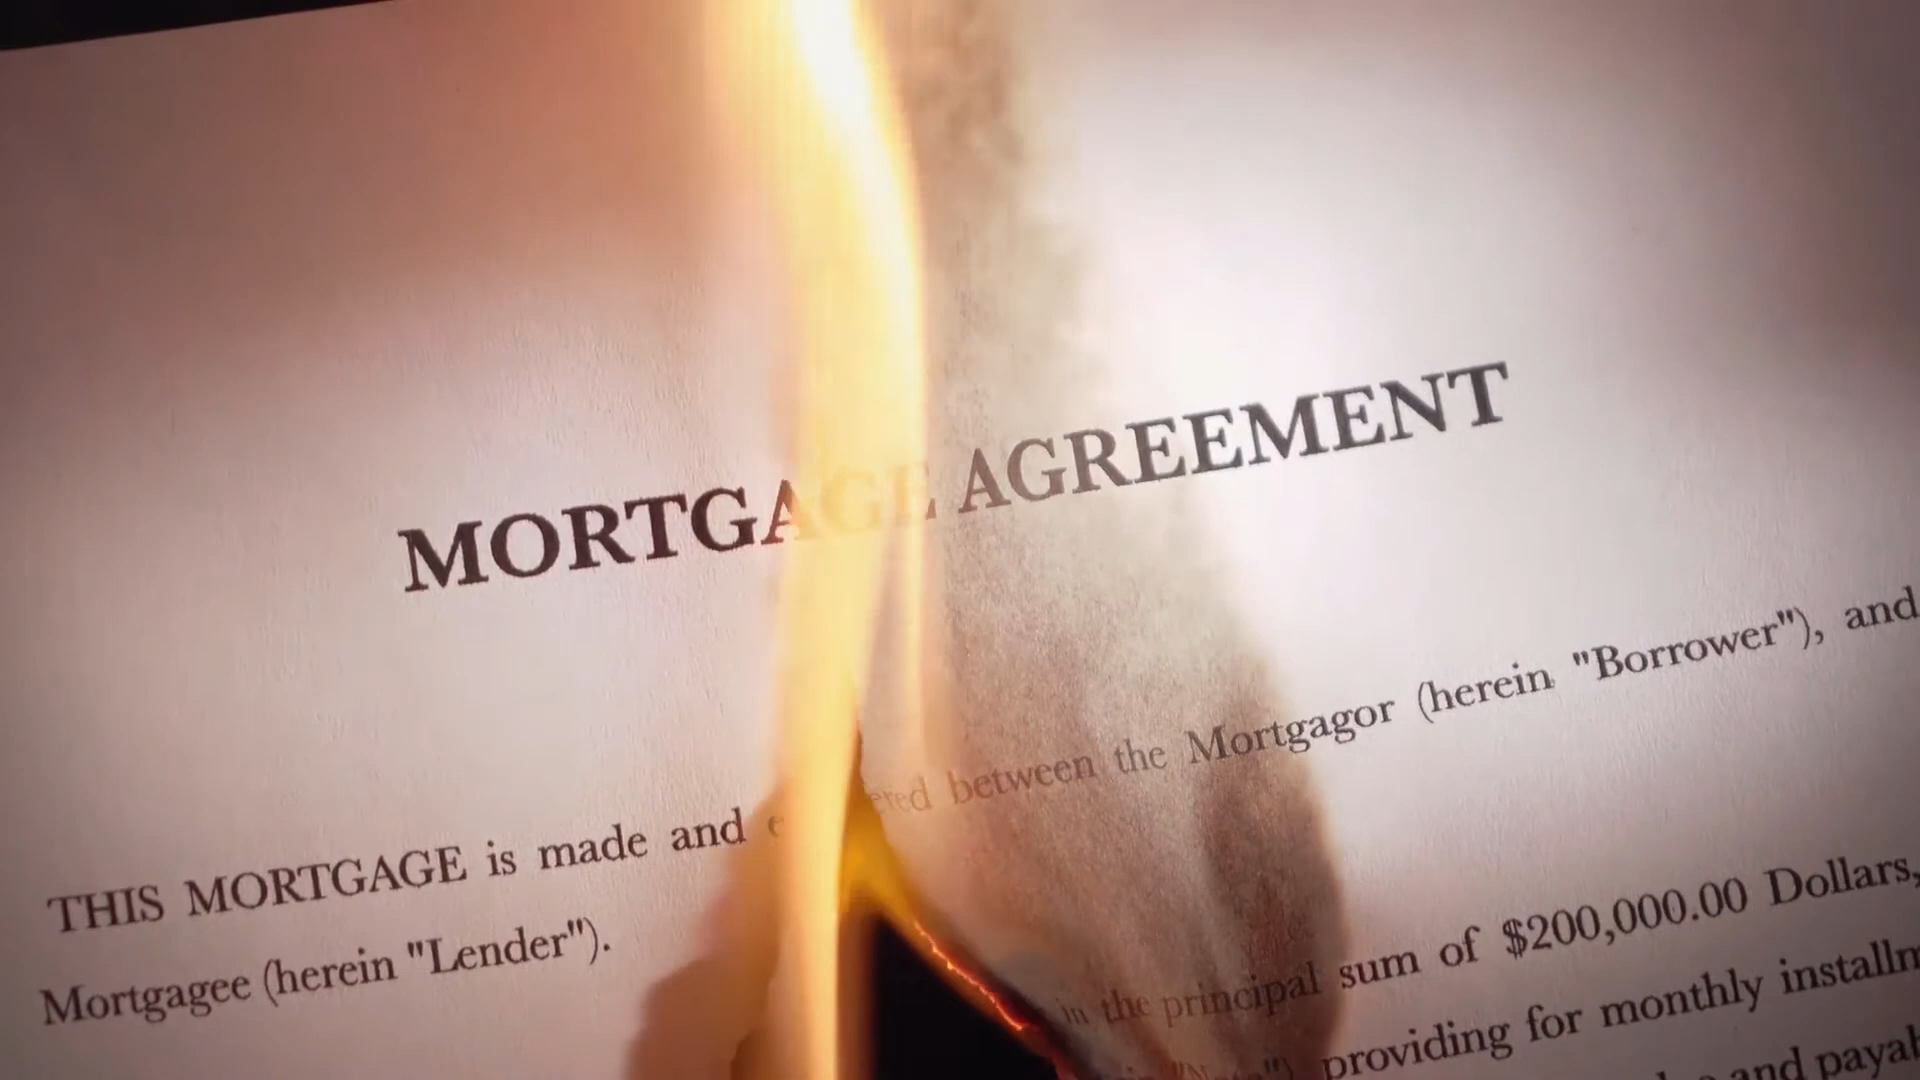 MORTGAGE AGREEMENT
THIS MORTGAGE is made and between the Mortgagor (herein "Borrower"), and
Mortgagee (herein "Lender").
in the principal sum of $200,000.00 Dollars,
providing for monthly
and